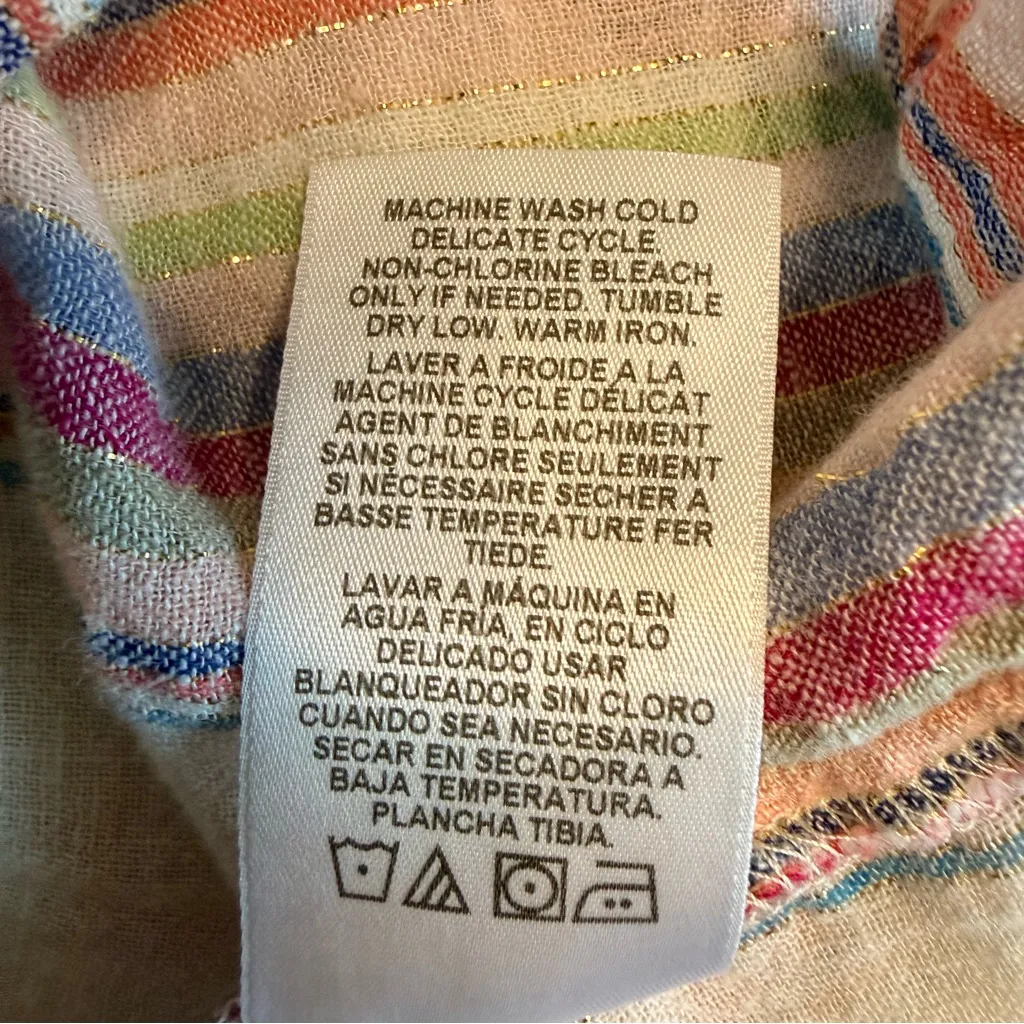 MACHINE WASH COLD
DELICATE CYCLE.
NON-CHLORINE BLEACH
ONLY IF NEEDED. TUMBLE
DRY LOW. WARM IRON.
LAVER A FROIDE A LA
MACHINE CYCLE DÉLICAT
AGENT DE BLANCHIMENT
SANS CHLORE SEULEMENT
SI NÉCESSAIRE SECHER A
BASSE TEMPERATURE FER
TIEDE.
LAVAR A MÁQUINA EN
AGUA FRÍA, EN CICLO
DELICADO USAR
BLANQUEADOR SIN CLORO
CUANDO SEA NECESARIO.
SECAR EN SECADORA A
BAJA TEMPERATURA.
PLANCHA TIBIA.